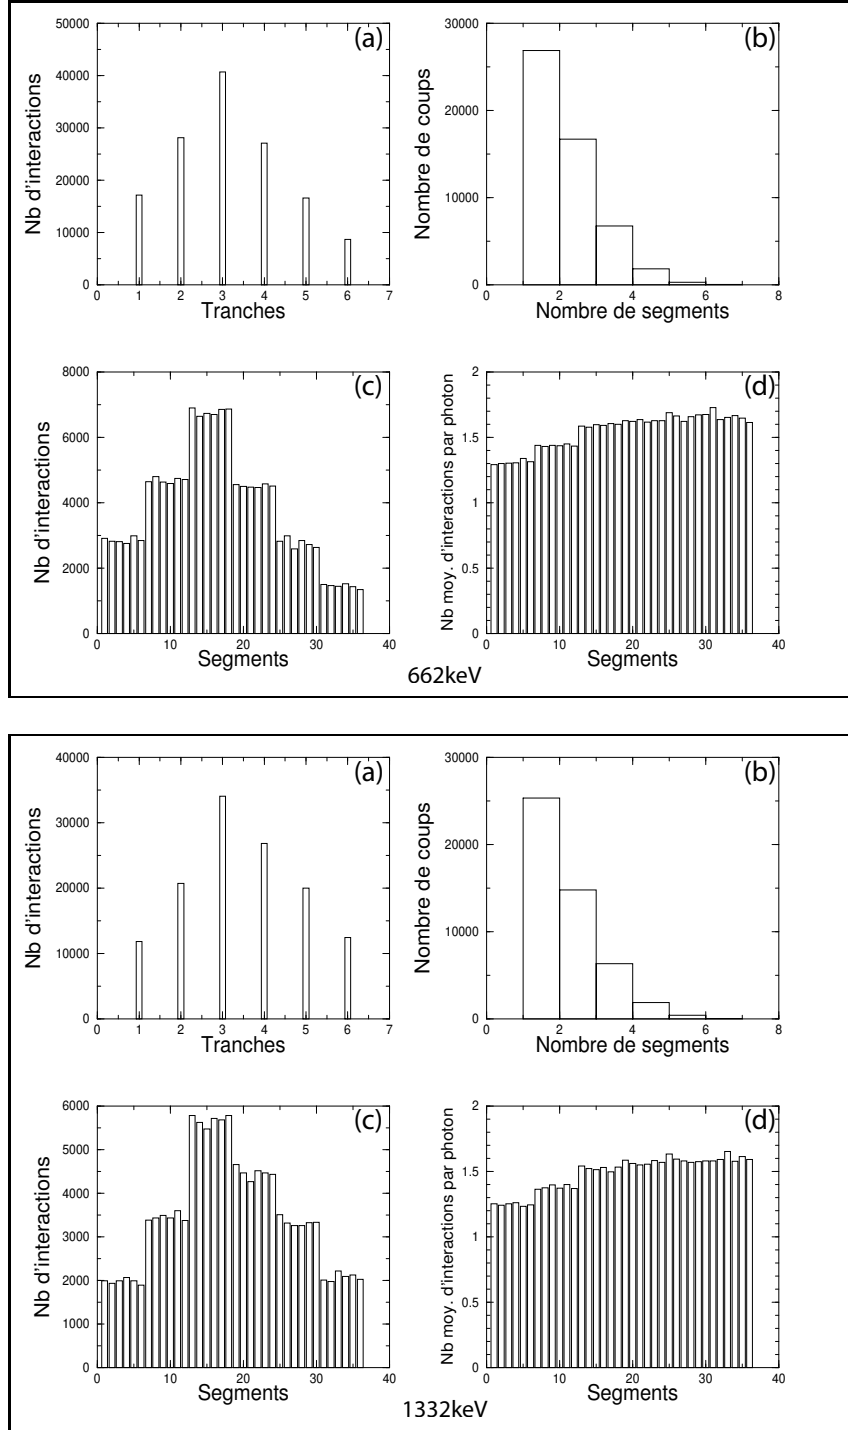 (a)
Nb d'interactions
50000
40000
30000
20000
10000
0
0 1 2 3 4 5 6 7
Tranches
(b)
Nombre de coups
30000
20000
10000
0
0 2 4 6 8
Nombre de segments
(c)
Nb d'interactions
8000
6000
4000
2000
0
0 10 20 30 40
Segments
(d)
Nb moy. d'interactions par photon
2
1.5
1
0.5
0
0 10 20 30 40
Segments
662keV
(a)
Nb d'interactions
40000
30000
20000
10000
0
0 1 2 3 4 5 6 7
Tranches
(b)
Nombre de coups
30000
20000
10000
0
0 2 4 6 8
Nombre de segments
(c)
Nb d'interactions
6000
5000
4000
3000
2000
1000
0
0 10 20 30 40
Segments
(d)
Nb moy. d'interactions par photon
2
1.5
1
0.5
0
0 10 20 30 40
Segments
1332keV